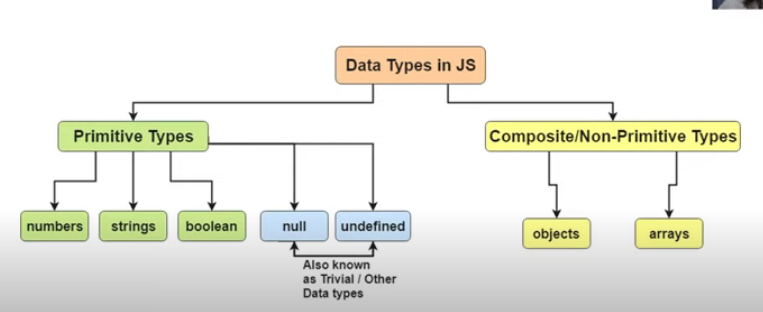 Data Types in JS
Primitive Types
Composite/Non-Primitive Types
numbers
strings
boolean
null
undefined
objects
arrays
Also known
as Trivial / Other
Data types